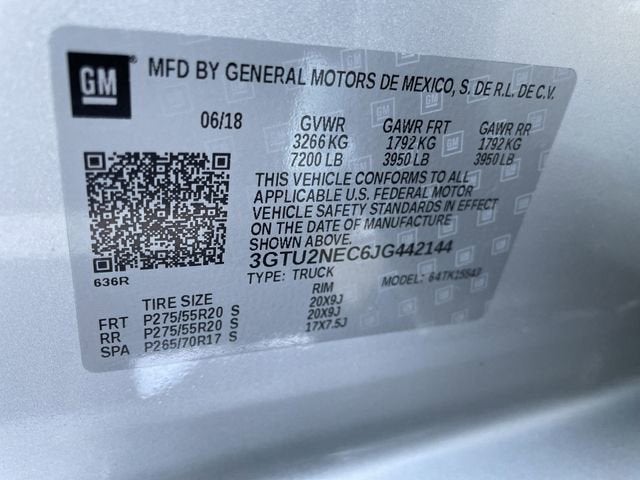 GM
MFD BY GENERAL MOTORS DE MEXICO, S. DE R.L. DE C.V.
06/18 GVWR GAWR FRT GAWR RR
3266 KG 1792 KG 1792 KG
7200 LB 3950 LB 3950 LB
THIS VEHICLE CONFORMS TO ALL
APPLICABLE U.S. FEDERAL MOTOR
VEHICLE SAFETY STANDARDS IN EFFECT
ON THE DATE OF MANUFACTURE
SHOWN ABOVE.
3GTU2NEC6JG442144
636R
TYPE: TRUCK MODEL:
TIRE SIZE RIM
FRT P275/55R20 S 20X9J
RR P275/55R20 S 20X9J
SPA P265/70R17 S 17X7.5J